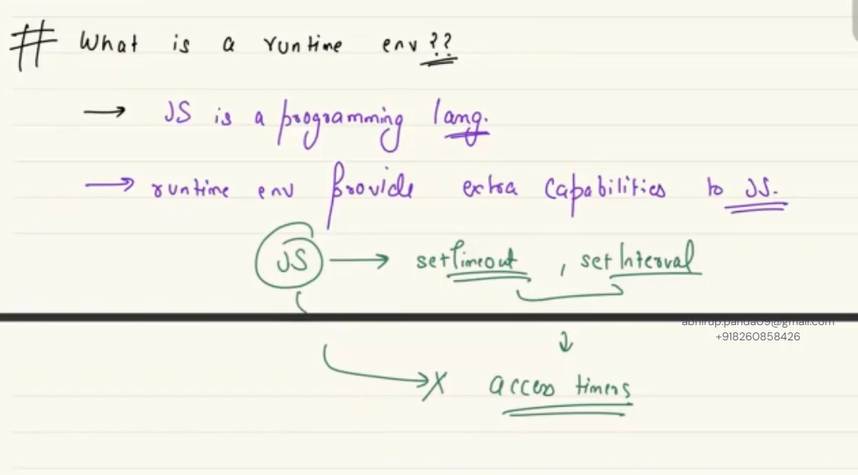 # What is a runtime env ??
→ JS is a programming lang.
→ runtime env provide extra capabilities to JS.
JS → setTimeout , setInterval
abhirup.panda09@gmail.com
+918260858426
↓
→ X access timers